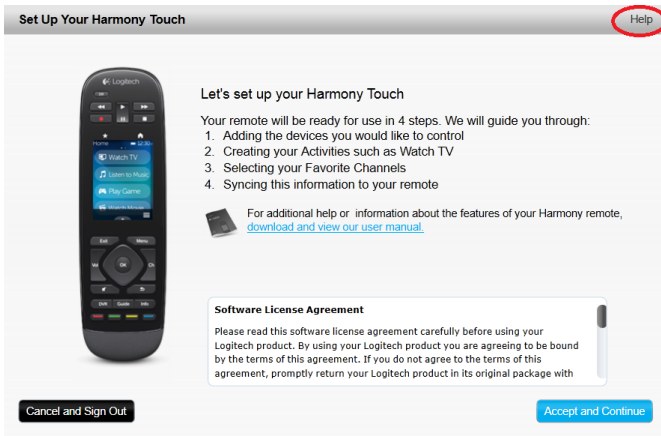 Set Up Your Harmony Touch
Help
Logitech
Home 12:30
Watch TV
Listen to Music
Play Game
Watch Movie
Exit Menu
Vol OK Ch
DVR Guide Info
Let's set up your Harmony Touch
Your remote will be ready for use in 4 steps. We will guide you through:
1. Adding the devices you would like to control
2. Creating your Activities such as Watch TV
3. Selecting your Favorite Channels
4. Syncing this information to your remote
For additional help or information about the features of your Harmony remote,
download and view our user manual.
Software License Agreement
Please read this software license agreement carefully before using your
Logitech product. By using your Logitech product you are agreeing to be bound
by the terms of this agreement. If you do not agree to the terms of this
agreement, promptly return your Logitech product in its original package with
Cancel and Sign Out
Accept and Continue